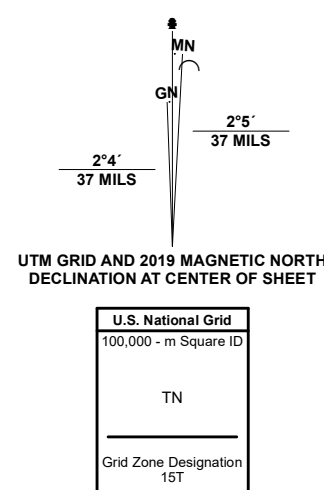 MN
GN
2°5´
37 MILS
2°4´
37 MILS
UTM GRID AND 2019 MAGNETIC NORTH
DECLINATION AT CENTER OF SHEET
U.S. National Grid
100,000 - m Square ID
TN
Grid Zone Designation
15T